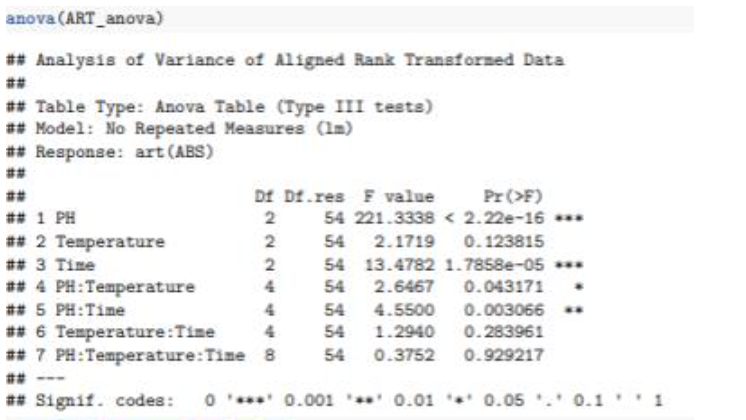 anova(ART_anova)
## Analysis of Variance of Aligned Rank Transformed Data
##
## Table Type: Anova Table (Type III tests)
## Model: No Repeated Measures (lm)
## Response: art(ABS)
##
##                       Df Df.res  F value     Pr(>F)
## 1 PH                   2     54 221.3338 < 2.22e-16 ***
## 2 Temperature          2     54   2.1719   0.123815
## 3 Time                 2     54  13.4782 1.7858e-05 ***
## 4 PH:Temperature       4     54   2.6467   0.043171   *
## 5 PH:Time              4     54   4.5500   0.003066  **
## 6 Temperature:Time     4     54   1.2940   0.283961
## 7 PH:Temperature:Time  8     54   0.3752   0.929217
## ---
## Signif. codes:   0 '***' 0.001 '**' 0.01 '*' 0.05 '.' 0.1 ' ' 1